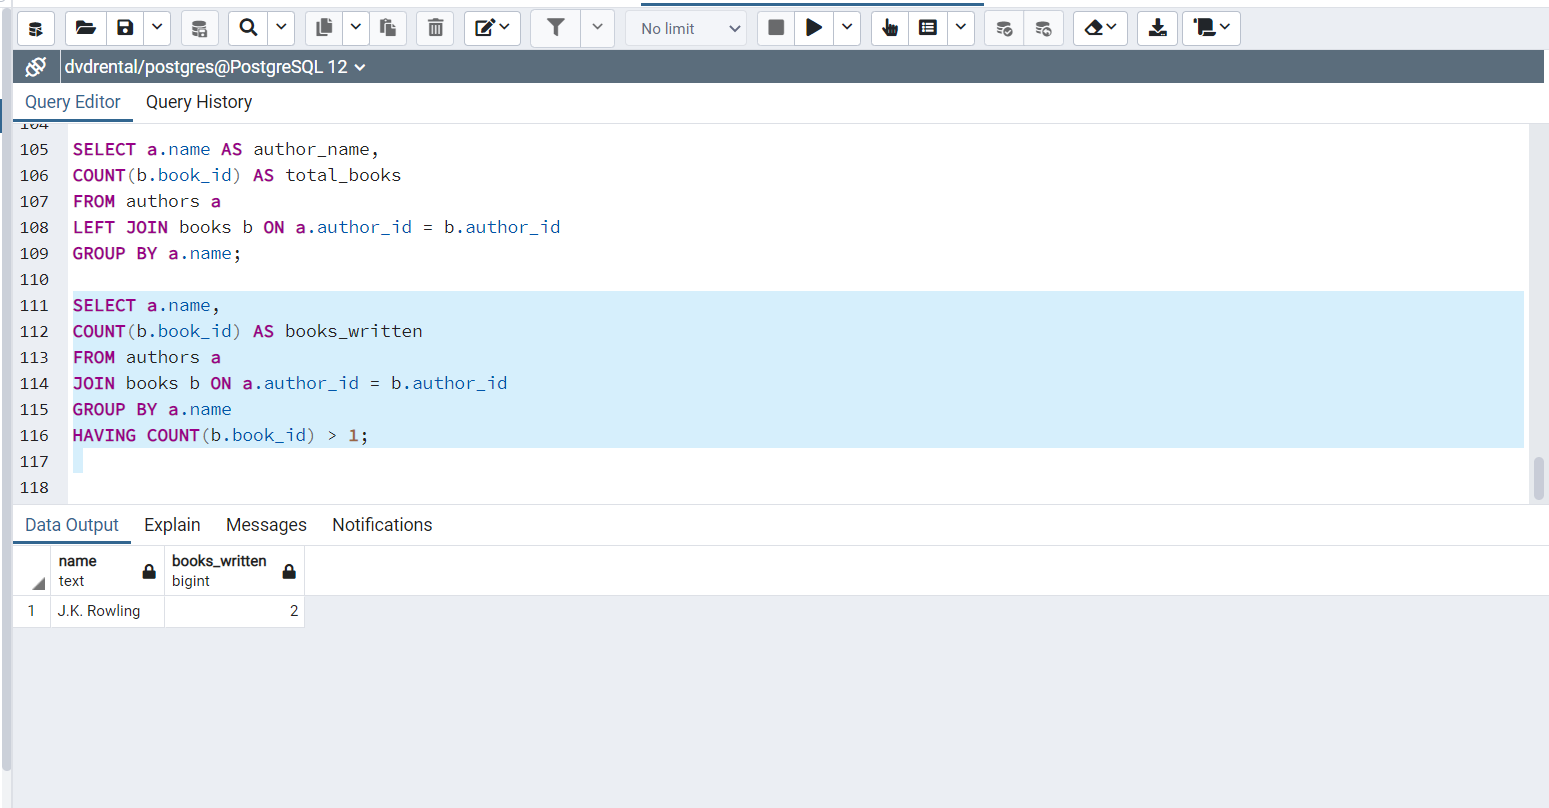 No limit
dvdrental/postgres@PostgreSQL 12
Query Editor Query History
104
105 SELECT a.name AS author_name,
106 COUNT(b.book_id) AS total_books
107 FROM authors a
108 LEFT JOIN books b ON a.author_id = b.author_id
109 GROUP BY a.name;
110
111 SELECT a.name,
112 COUNT(b.book_id) AS books_written
113 FROM authors a
114 JOIN books b ON a.author_id = b.author_id
115 GROUP BY a.name
116 HAVING COUNT(b.book_id) > 1;
117
118
Data Output Explain Messages Notifications
name books_written
text bigint
1 J.K. Rowling 2